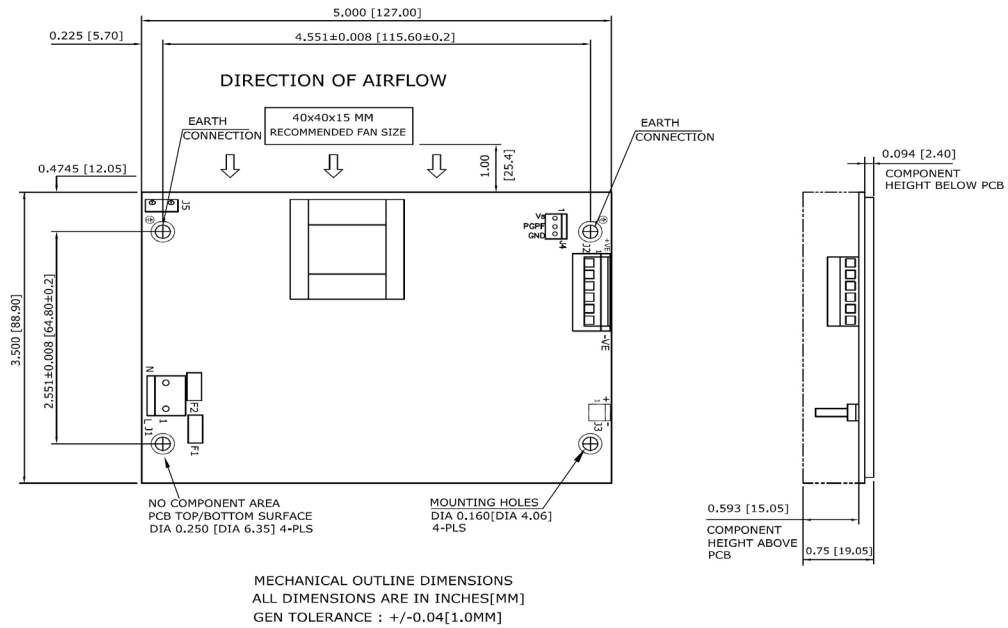 5.000 [127.00]
0.225 [5.70]
4.551±0.008 [115.60±0.2]
DIRECTION OF AIRFLOW
40x40x15 MM
RECOMMENDED FAN SIZE
EARTH
CONNECTION
EARTH
CONNECTION
1.00
[25.4]
0.094 [2.40]
COMPONENT
HEIGHT BELOW PCB
0.4745 [12.05]
J5
1
Vs
PGPF
GND
J4
J2
1
+VE
-VE
3.500 [88.90]
2.551±0.008 [64.80±0.2]
N
F2
1
L
J1
F1
+
1
-
J3
NO COMPONENT AREA
PCB TOP/BOTTOM SURFACE
DIA 0.250 [DIA 6.35] 4-PLS
MOUNTING HOLES
DIA 0.160[DIA 4.06]
4-PLS
0.593 [15.05]
COMPONENT
HEIGHT ABOVE
PCB
0.75 [19.05]
MECHANICAL OUTLINE DIMENSIONS
ALL DIMENSIONS ARE IN INCHES[MM]
GEN TOLERANCE : +/-0.04[1.0MM]